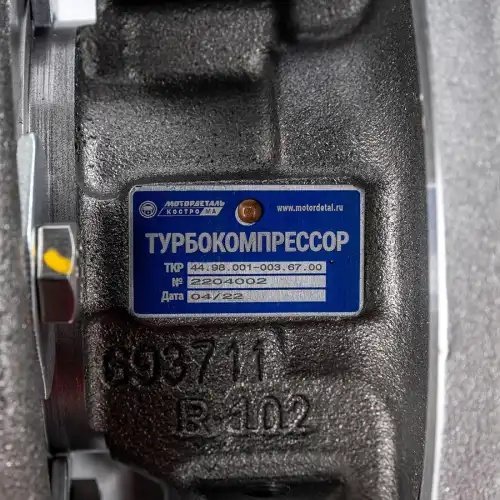 МОТОРДЕТАЛЬ
КОСТРОМА
www.motordetal.ru
ТУРБОКОМПРЕССОР
ТКР 44.98.001-003.67.00
№ 2204002
Дата 04/22
693711
R 102